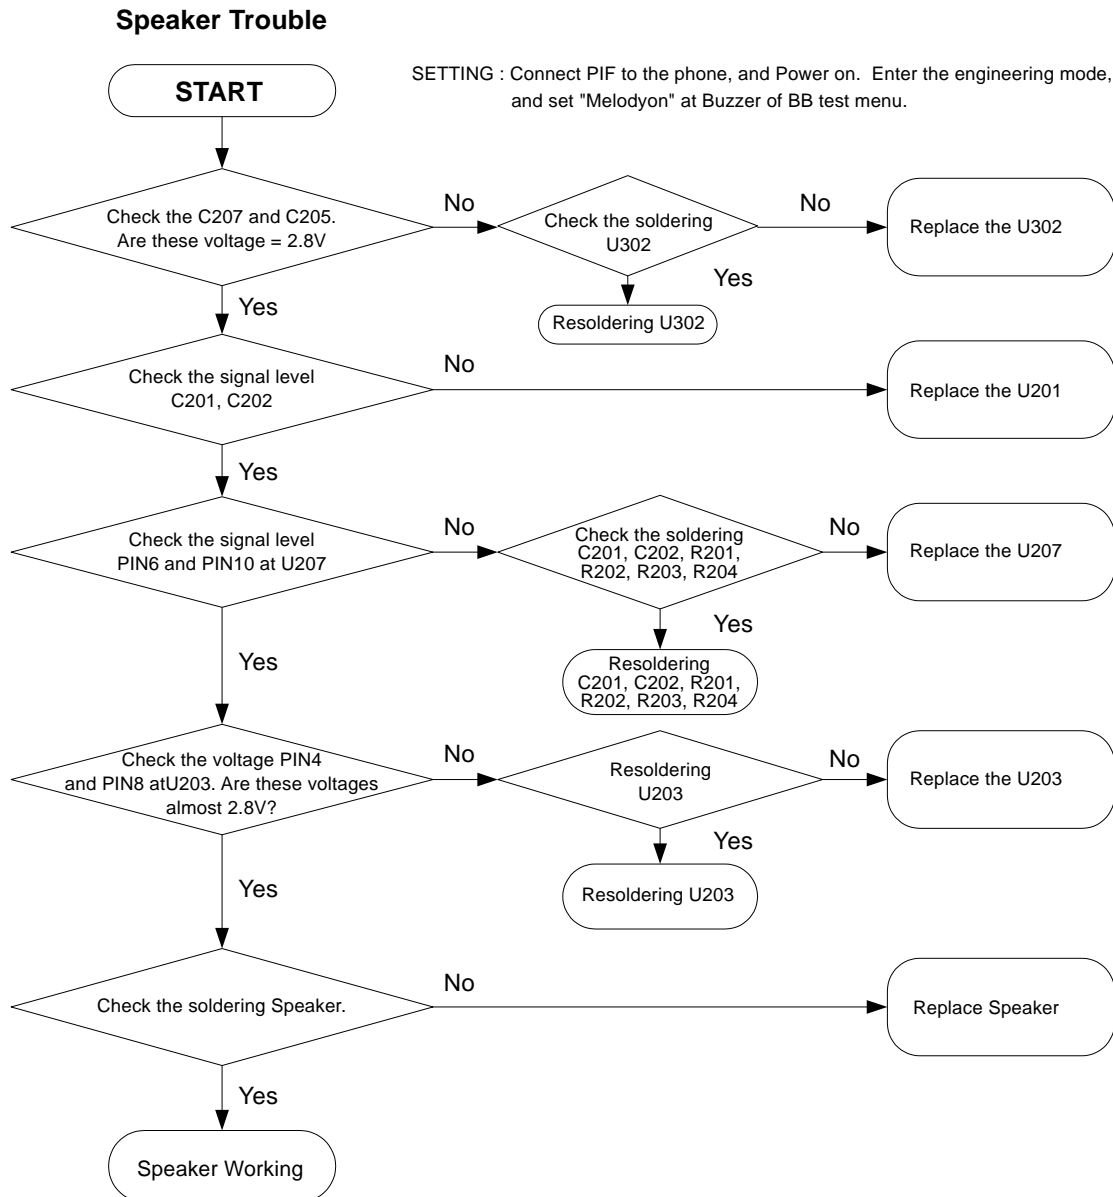 Speaker Trouble
START
SETTING : Connect PIF to the phone, and Power on. Enter the engineering mode,
and set "Melodyon" at Buzzer of BB test menu.
Check the C207 and C205.
Are these voltage = 2.8V
No
Check the soldering
U302
No
Replace the U302
Yes
Resoldering U302
Yes
Check the signal level
C201, C202
No
Replace the U201
Yes
Check the signal level
PIN6 and PIN10 at U207
No
Check the soldering
C201, C202, R201,
R202, R203, R204
No
Replace the U207
Yes
Resoldering
C201, C202, R201,
R202, R203, R204
Yes
Check the voltage PIN4
and PIN8 atU203. Are these voltages
almost 2.8V?
No
Resoldering
U203
No
Replace the U203
Yes
Resoldering U203
Yes
Check the soldering Speaker.
No
Replace Speaker
Yes
Speaker Working